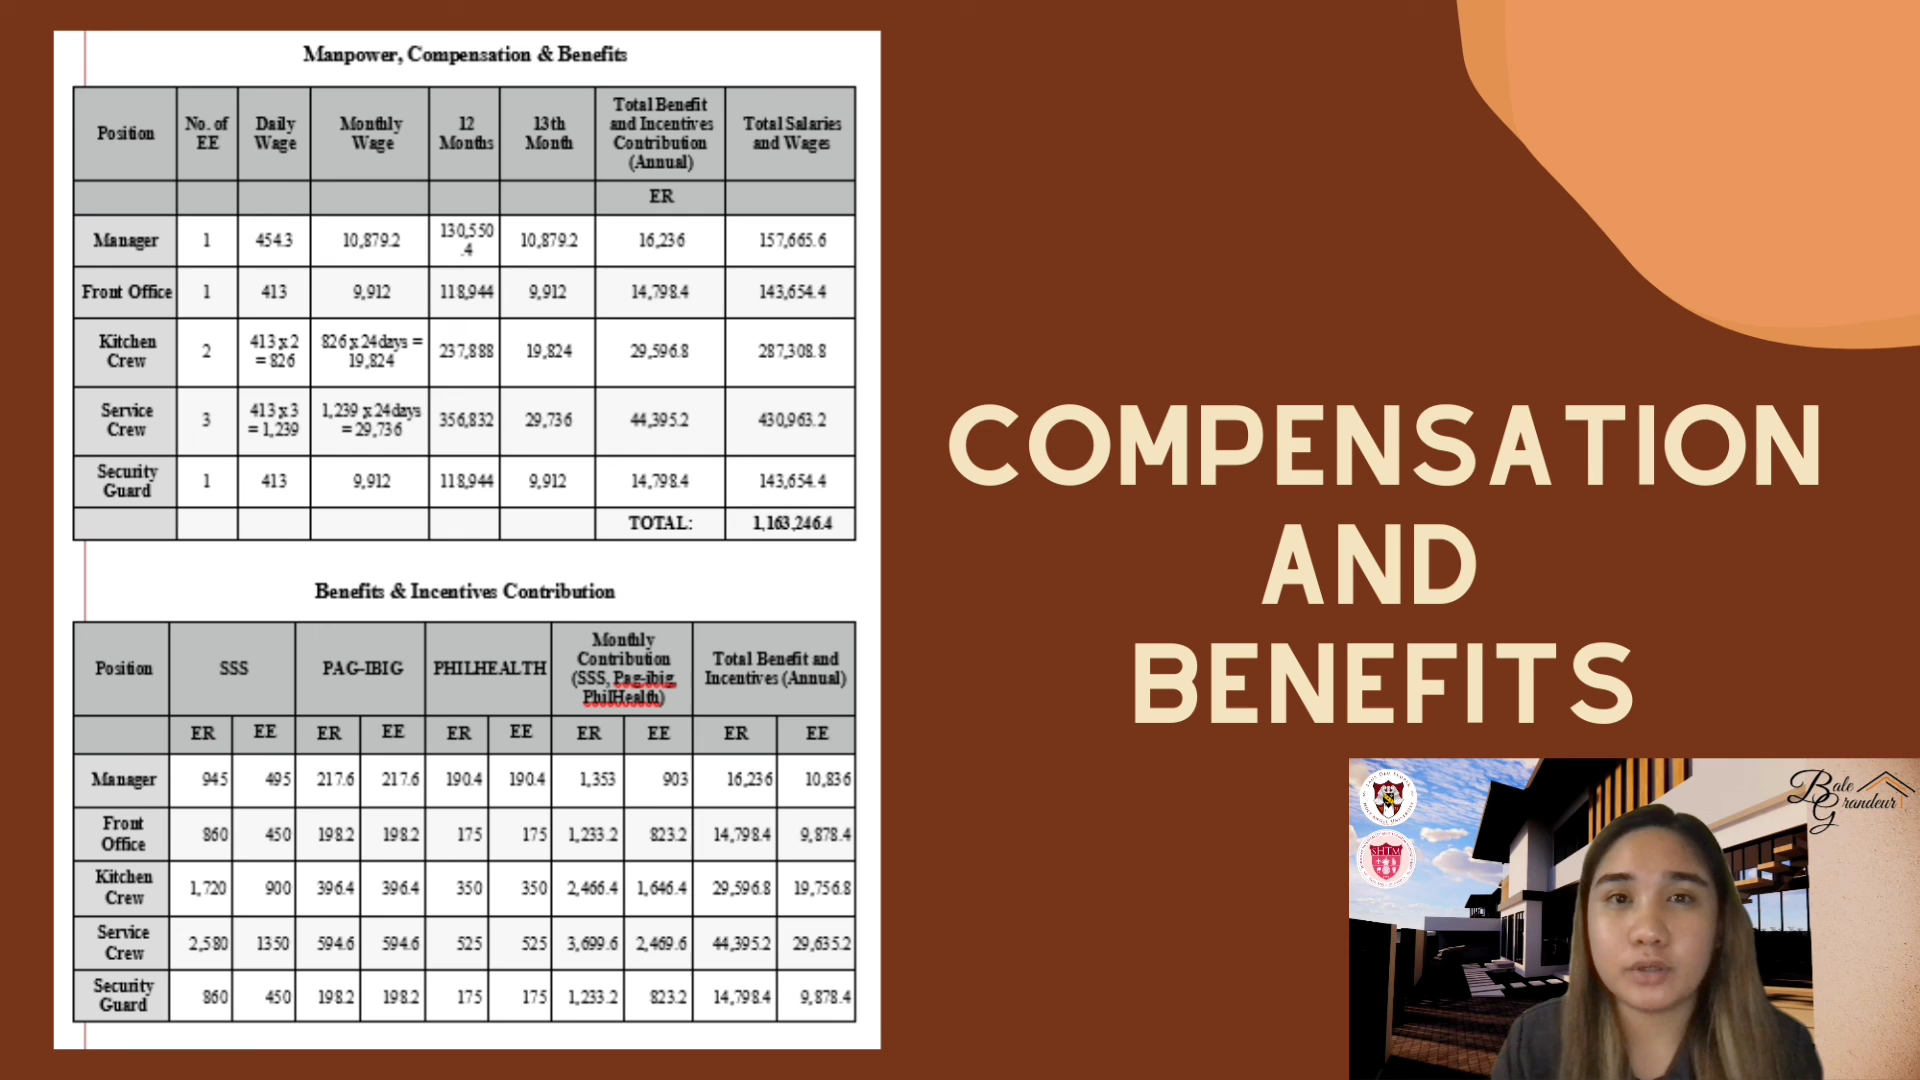 Manpower, Compensation & Benefits
Position No. of EE Daily Wage Monthly Wage 12 Months 13th Month Total Benefit and Incentives Contribution (Annual) Total Salaries and Wages
ER
Manager 1 454.3 10,879.2 130,550.4 10,879.2 16,236 157,665.6
Front Office 1 413 9,912 118,944 9,912 14,798.4 143,654.4
Kitchen Crew 2 413 x 2 = 826 826 x 24days = 19,824 237,888 19,824 29,596.8 287,308.8
Service Crew 3 413 x 3 = 1,239 1,239 x 24days = 29,736 356,832 29,736 44,395.2 430,963.2
Security Guard 1 413 9,912 118,944 9,912 14,798.4 143,654.4
TOTAL: 1,163,246.4
Benefits & Incentives Contribution
Position SSS PAG-IBIG PHILHEALTH Monthly Contribution (SSS, Pag-ibig, PhilHealth) Total Benefit and Incentives (Annual)
ER EE ER EE ER EE ER EE ER EE
Manager 945 495 217.6 217.6 190.4 190.4 1,353 903 16,236 10,836
Front Office 860 450 198.2 198.2 175 175 1,233.2 823.2 14,798.4 9,878.4
Kitchen Crew 1,720 900 396.4 396.4 350 350 2,466.4 1,646.4 29,596.8 19,756.8
Service Crew 2,580 1350 594.6 594.6 525 525 3,699.6 2,469.6 44,395.2 29,635.2
Security Guard 860 450 198.2 198.2 175 175 1,233.2 823.2 14,798.4 9,878.4
COMPENSATION
AND
BENEFITS
Bale
Grandeur
SHTM